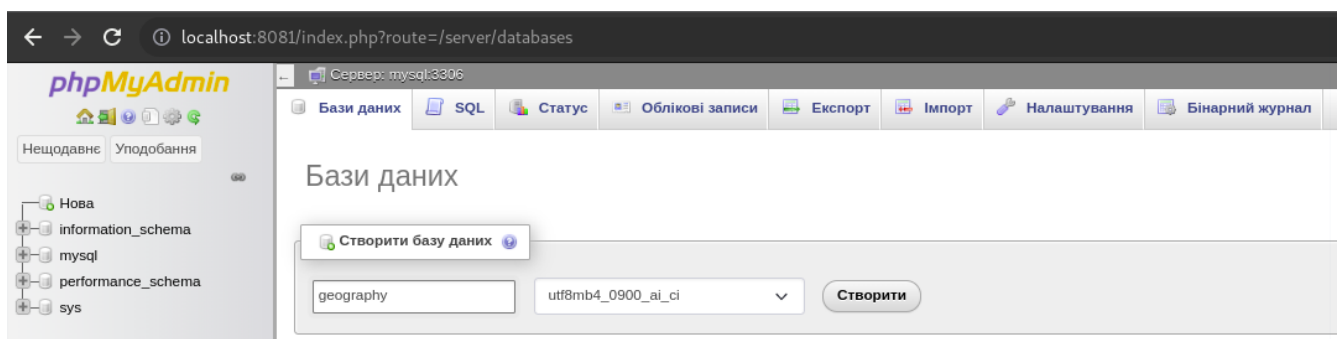 localhost:8081/index.php?route=/server/databases
phpMyAdmin
Нещодавнє Уподобання
Нова
information_schema
mysql
performance_schema
sys
Сервер: mysql:3306
Бази даних SQL Статус Облікові записи Експорт Імпорт Налаштування Бінарний журнал
Бази даних
Створити базу даних
geography utf8mb4_0900_ai_ci Створити